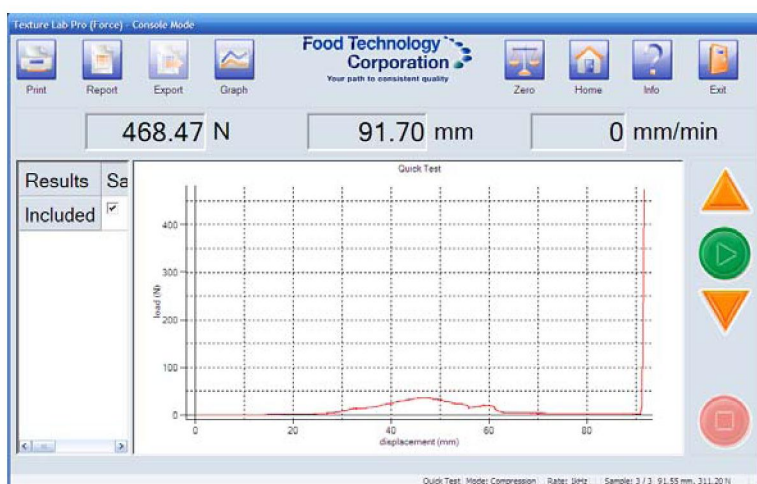 Texture Lab Pro (Force) - Console Mode
Food Technology
Corporation
Your path to consistent quality
Print Report Export Graph Zero Home Info Exit
468.47 N 91.70 mm 0 mm/min
Results Sa
Included
Quick Test
load (N)
400
300
200
100
0
0 20 40 60 80
displacement (mm)
Quick Test Mode: Compression Rate: 1kHz Sample: 3 / 3 91.55 mm, 311.20 N